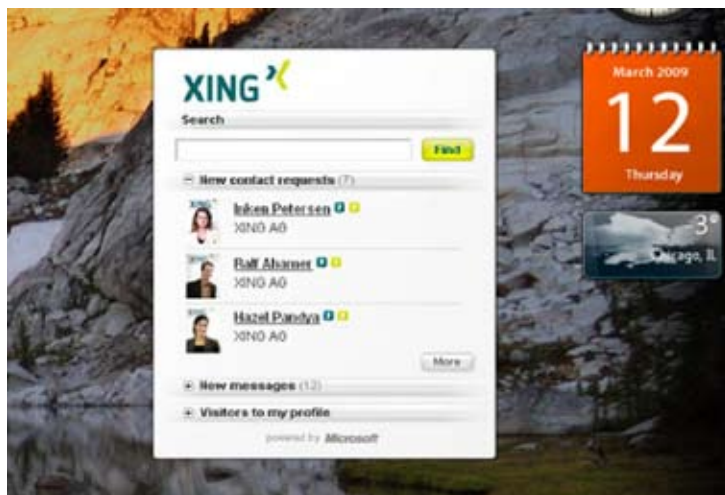 XING
Search
Find
New contact requests (7)
Inken Petersen
XING AG
Ralf Ahamer
XING AG
Hazel Pandya
XING AG
More
New messages (12)
Visitors to my profile
powered by Microsoft
March 2009
12
Thursday
3°
Chicago, IL